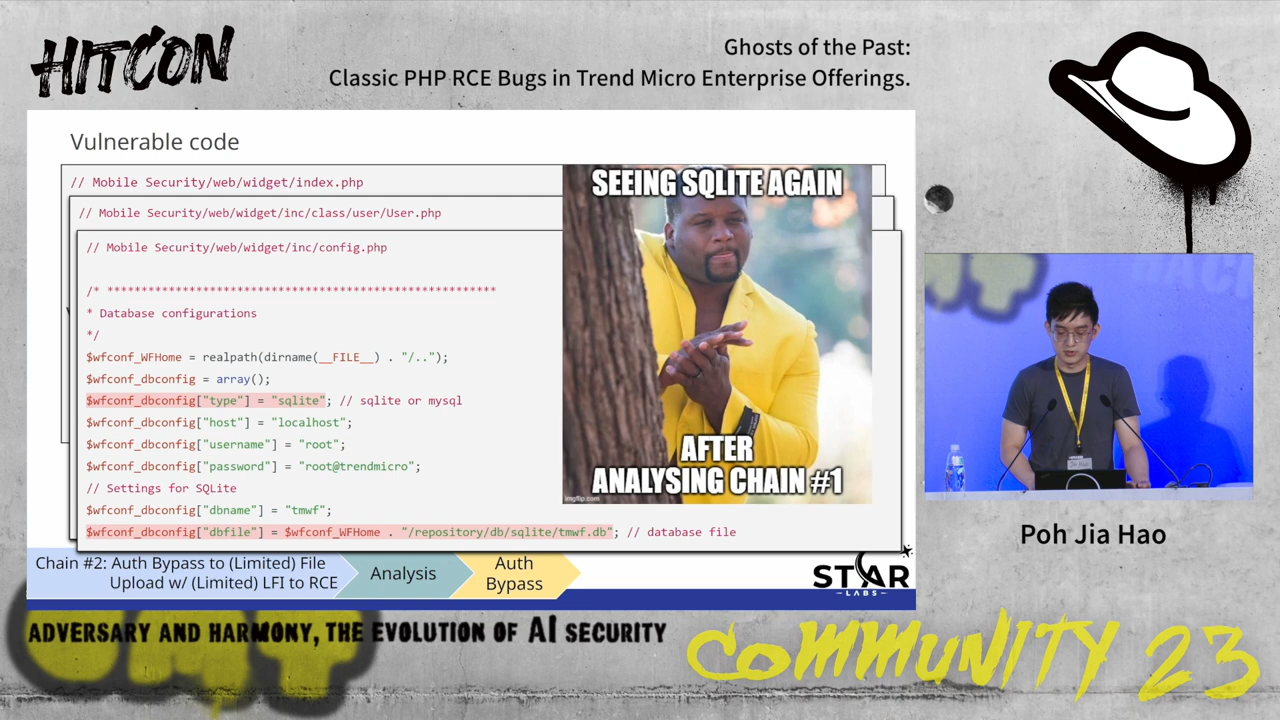 HITCON
Ghosts of the Past:
Classic PHP RCE Bugs in Trend Micro Enterprise Offerings.
Vulnerable code
// Mobile Security/web/widget/index.php
// Mobile Security/web/widget/inc/class/user/User.php
// Mobile Security/web/widget/inc/config.php
/* *********************************************************
* Database configurations
*/
$wfconf_WFHome = realpath(dirname(__FILE__) . "/..");
$wfconf_dbconfig = array();
$wfconf_dbconfig["type"] = "sqlite"; // sqlite or mysql
$wfconf_dbconfig["host"] = "localhost";
$wfconf_dbconfig["username"] = "root";
$wfconf_dbconfig["password"] = "root@trendmicro";
// Settings for SQLite
$wfconf_dbconfig["dbname"] = "tmwf";
$wfconf_dbconfig["dbfile"] = $wfconf_WFHome . "/repository/db/sqlite/tmwf.db"; // database file
SEEING SQLITE AGAIN
AFTER
ANALYSING CHAIN #1
imgflip.com
Chain #2: Auth Bypass to (Limited) File
Upload w/ (Limited) LFI to RCE
Analysis
Auth
Bypass
STAR
LABS
Poh Jia Hao
ADVERSARY AND HARMONY, THE EVOLUTION OF AI SECURITY
COMMUNITY 23